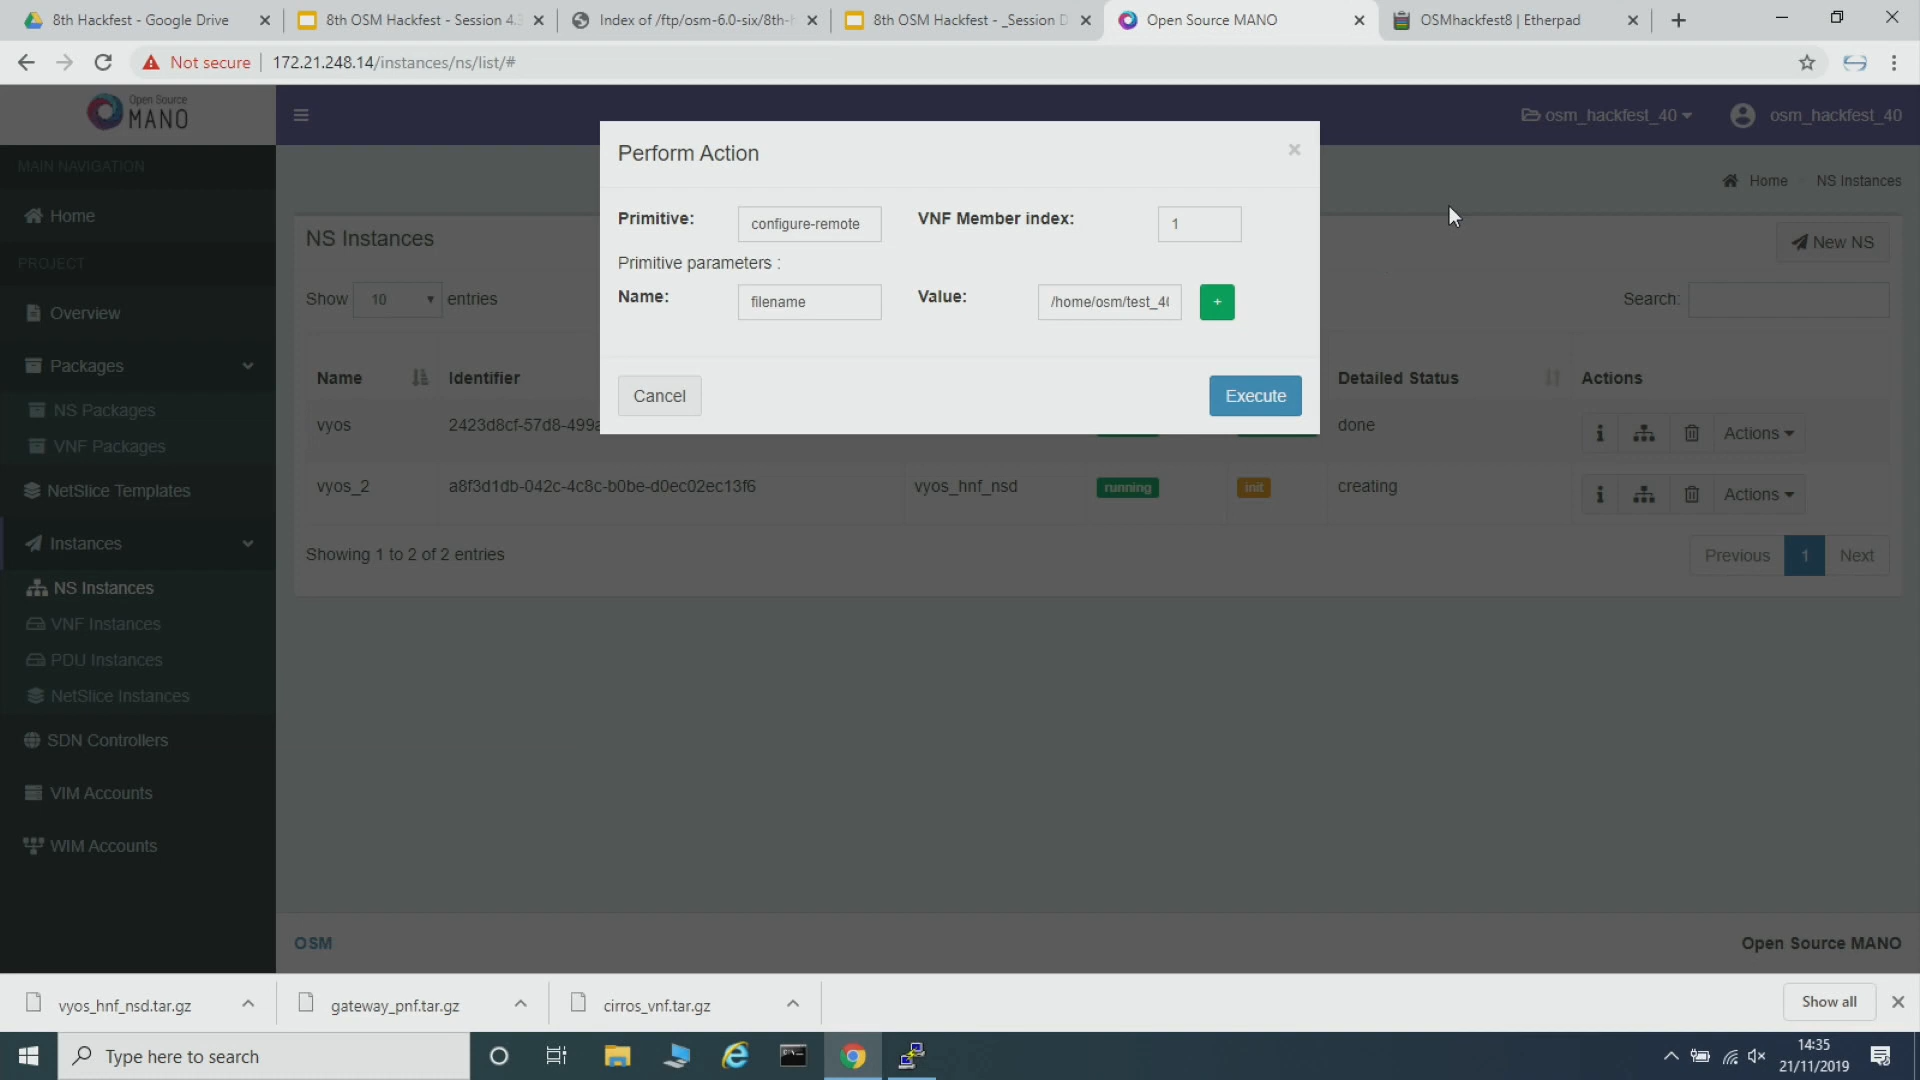 8th Hackfest - Google Drive
8th OSM Hackfest - Session 4.3
Index of /ftp/osm-6.0-six/8th-h
8th OSM Hackfest - _Session D
Open Source MANO
OSMhackfest8 | Etherpad
Not secure
172.21.248.14/instances/ns/list/#
Open Source
MANO
osm_hackfest_40
osm_hackfest_40
MAIN NAVIGATION
Home
PROJECT
Overview
Packages
NS Packages
VNF Packages
NetSlice Templates
Instances
NS Instances
VNF Instances
PDU Instances
NetSlice Instances
SDN Controllers
VIM Accounts
WIM Accounts
Home
NS Instances
NS Instances
New NS
Show 10 entries
Search:
Name
Identifier
Detailed Status
Actions
vyos
2423d8cf-57d8-499a
done
Actions
vyos_2
a8f3d1db-042c-4c8c-b0be-d0ec02ec13f6
vyos_hnf_nsd
running
init
creating
Actions
Showing 1 to 2 of 2 entries
Previous
1
Next
Perform Action
×
Primitive:
configure-remote
VNF Member index:
1
Primitive parameters :
Name:
filename
Value:
/home/osm/test_40
+
Cancel
Execute
OSM
Open Source MANO
vyos_hnf_nsd.tar.gz
gateway_pnf.tar.gz
cirros_vnf.tar.gz
Show all
Type here to search
14:35
21/11/2019